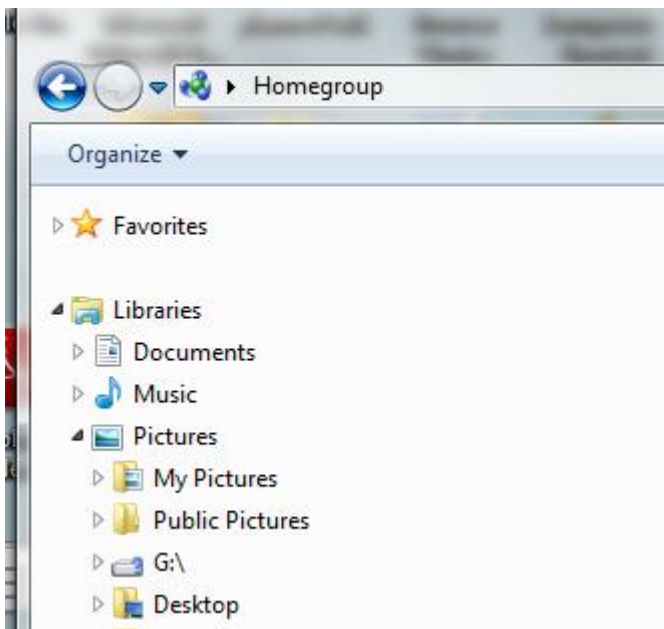 Homegroup
Organize
Favorites
Libraries
Documents
Music
Pictures
My Pictures
Public Pictures
G:\
Desktop